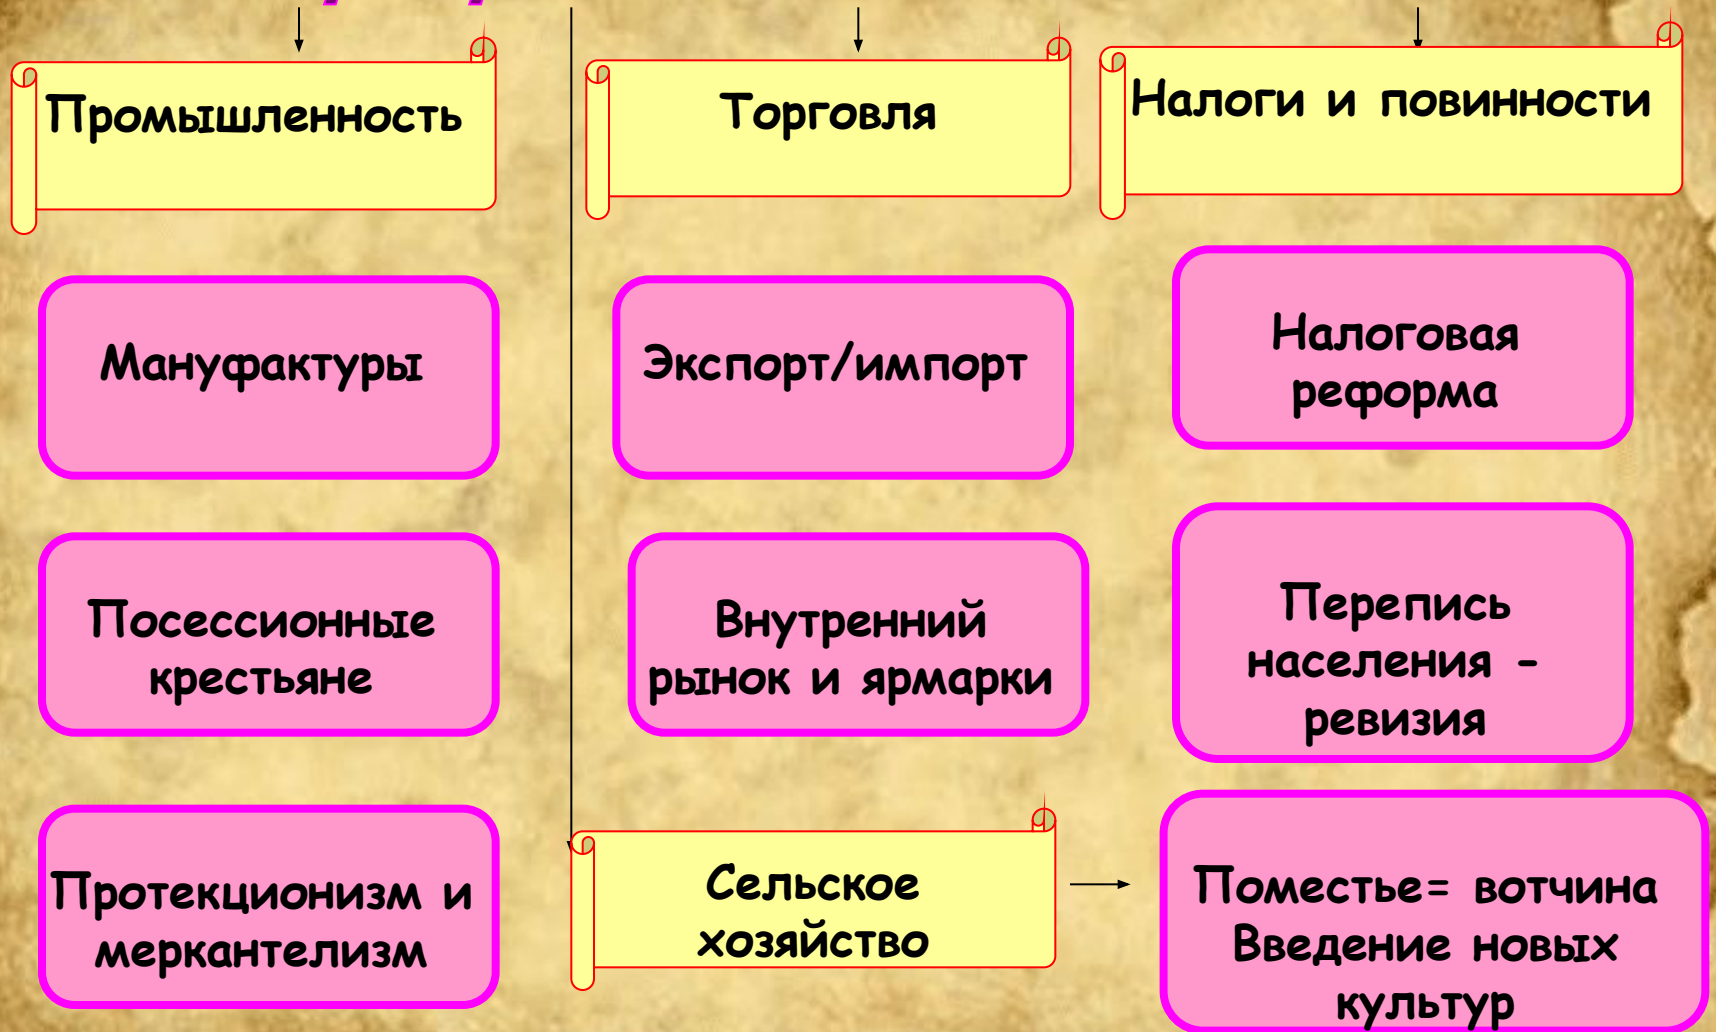 Промышленность
Мануфактуры
Посессионные
крестьяне
Протекционизм и
меркантелизм
Торговля
Экспорт/импорт
Внутренний
рынок и ярмарки
Сельское
хозяйство
Налоги и повинности
Налоговая
реформа
Перепись
населения -
ревизия
Поместье= вотчина
Введение новых
культур